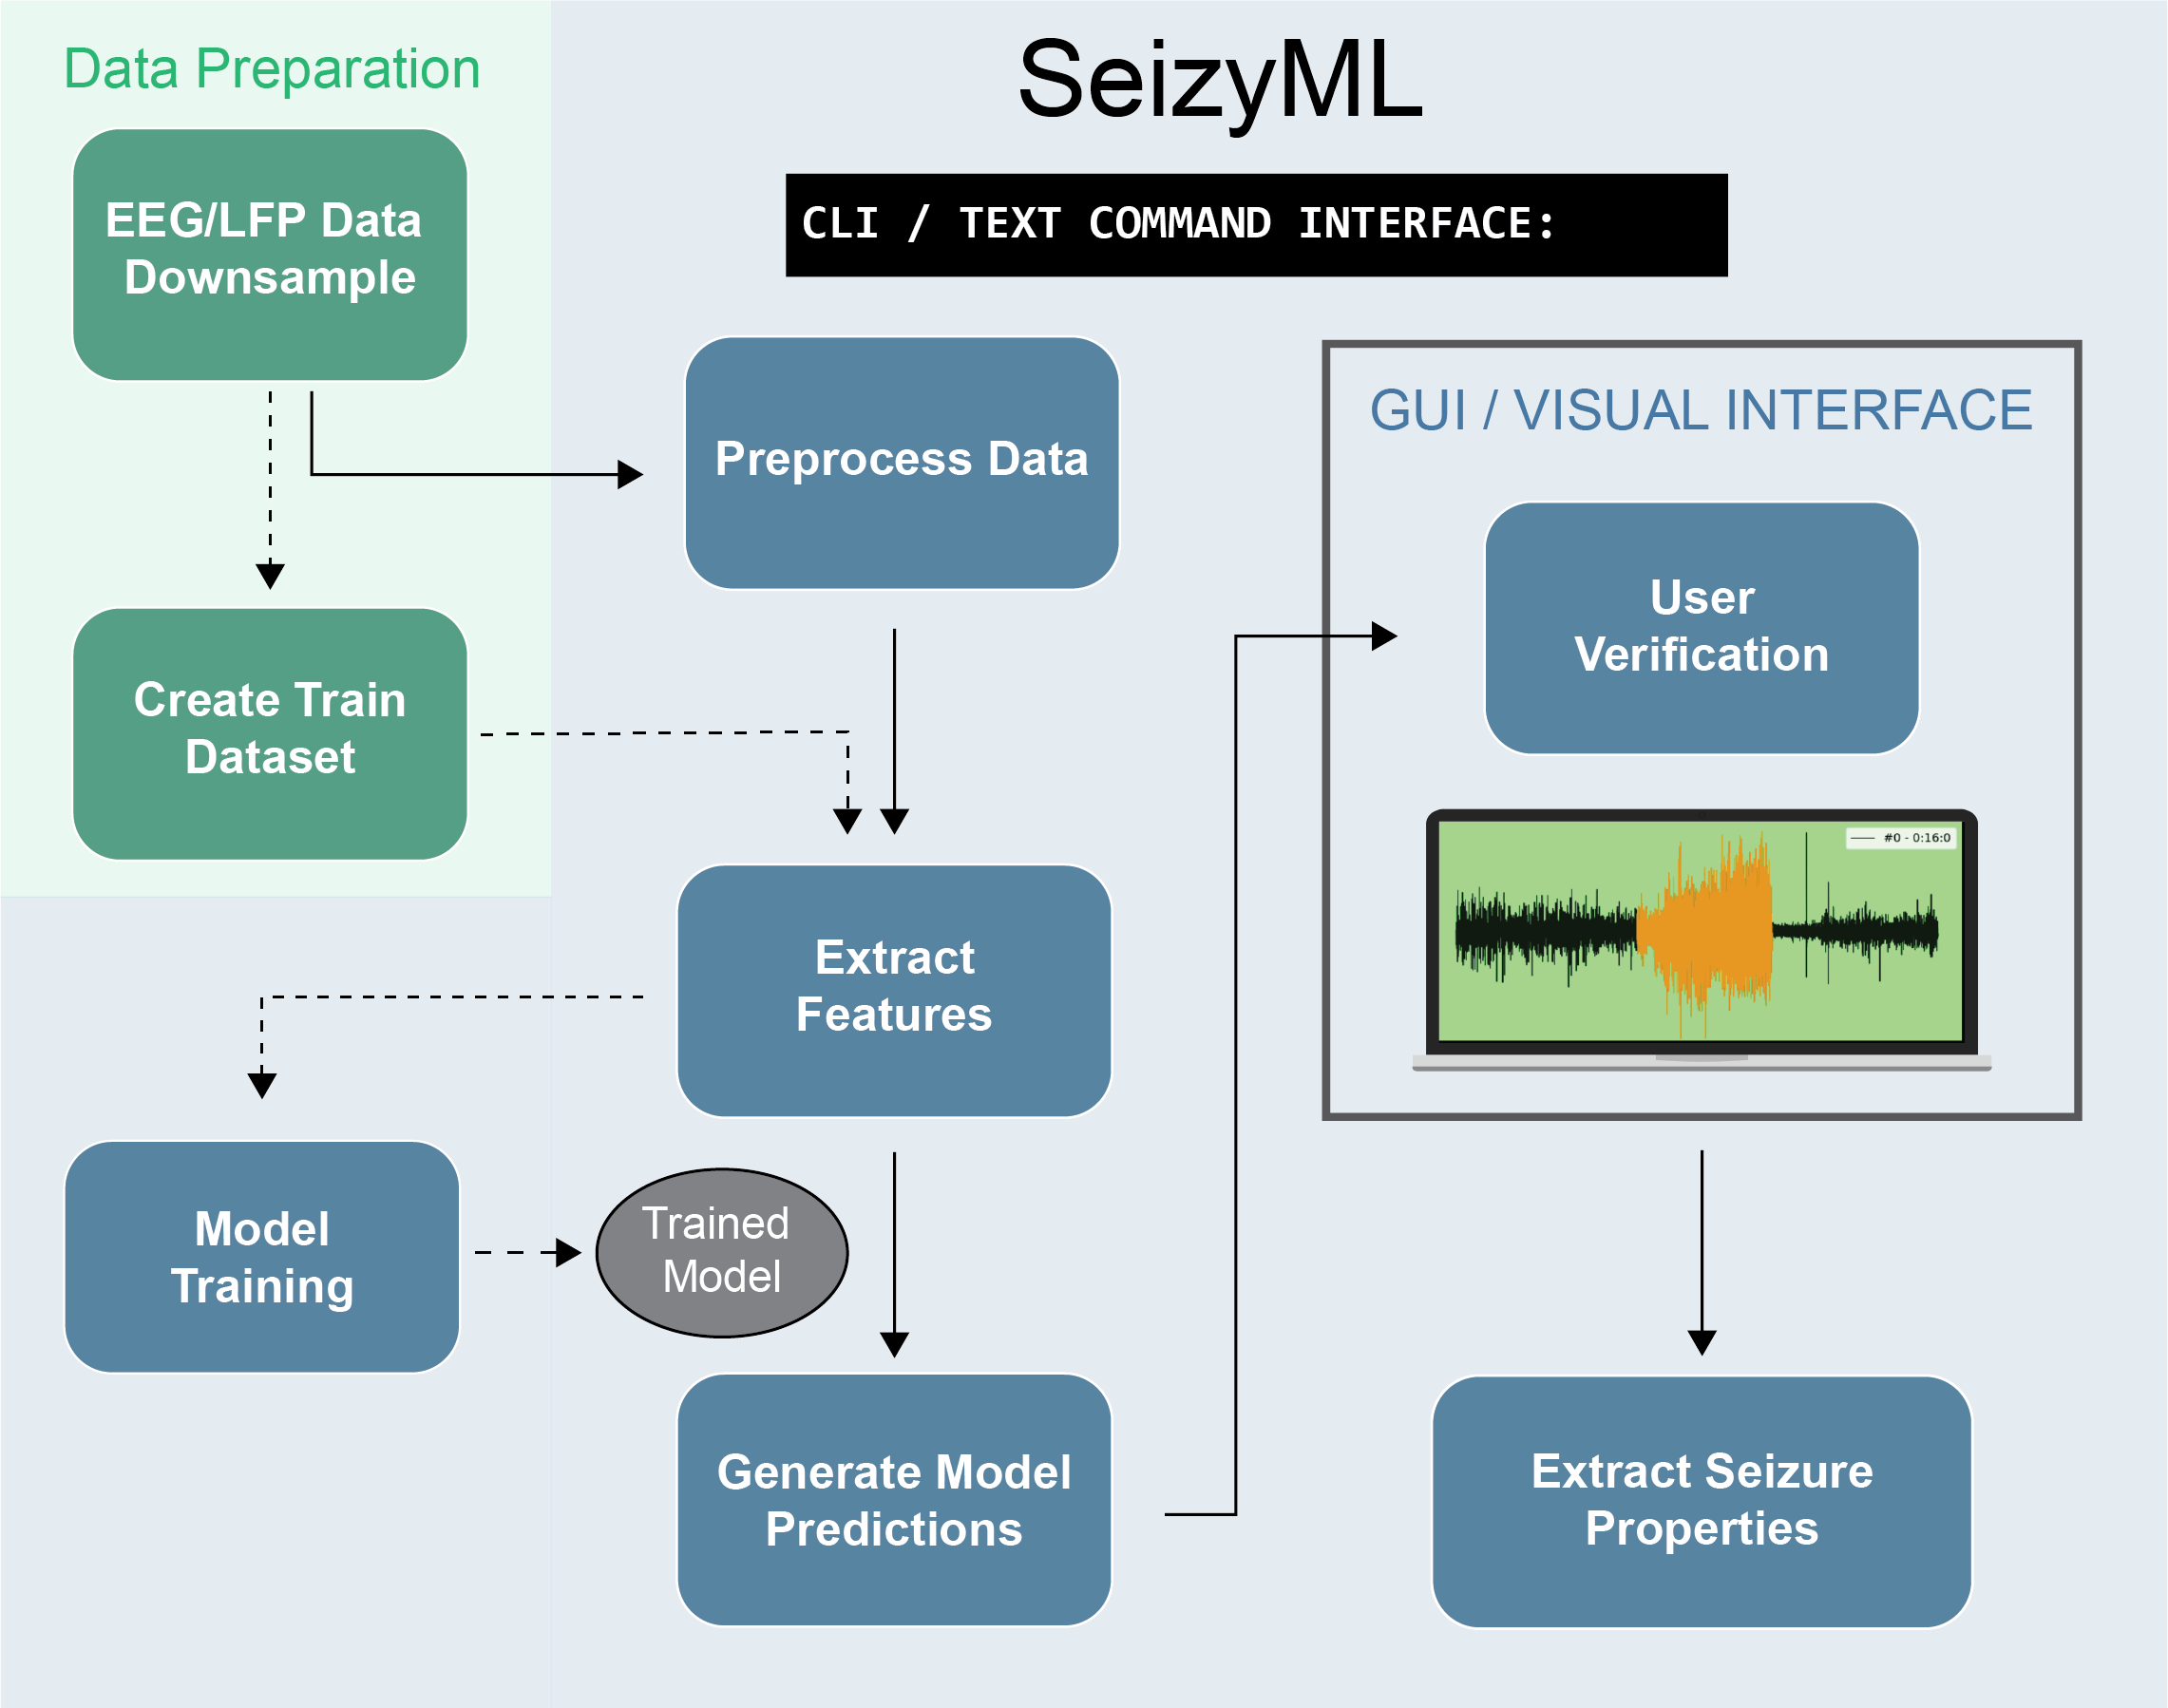 Data Preparation
SeizyML
EEG/LFP Data
Downsample
CLI / TEXT COMMAND INTERFACE:
Preprocess Data
GUI / VISUAL INTERFACE
User
Verification
Create Train
Dataset
#0 - 0:16:0
Extract
Features
Model
Training
Trained
Model
Generate Model
Predictions
Extract Seizure
Properties